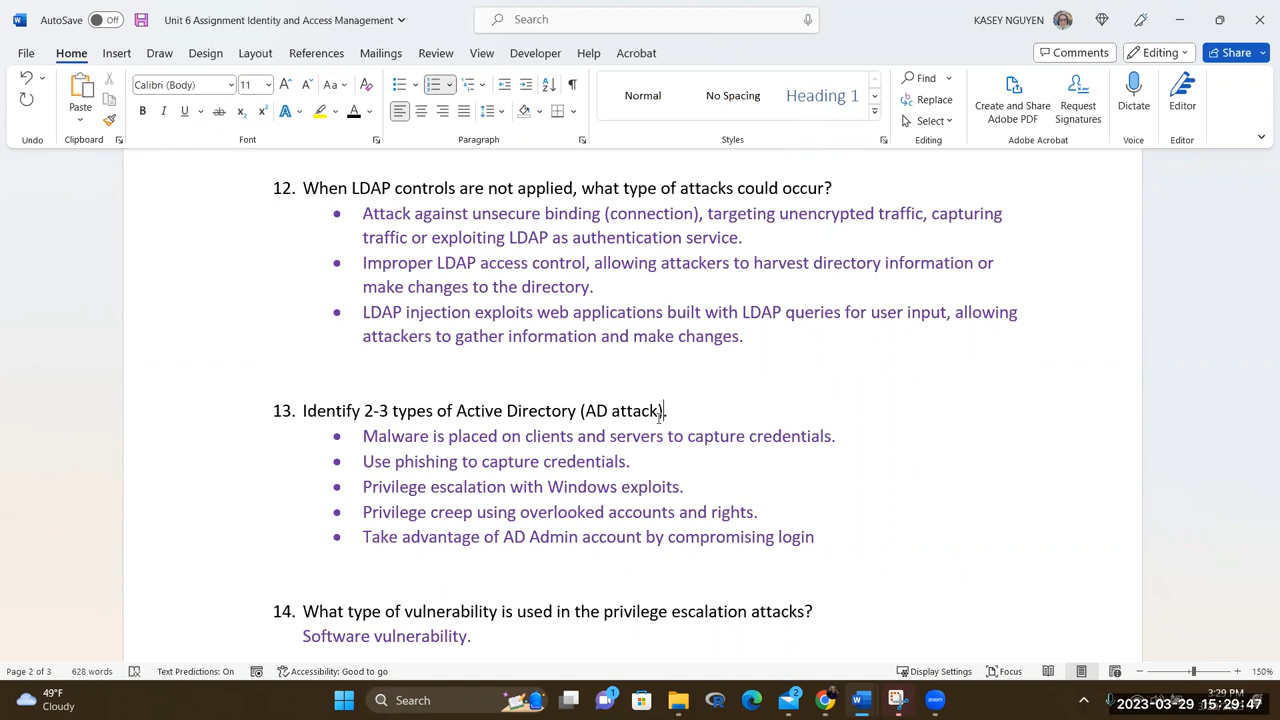 AutoSave Off Unit 6 Assignment Identity and Access Management Search KASEY NGUYEN
File Home Insert Draw Design Layout References Mailings Review View Developer Help Acrobat Comments Editing Share
Calibri (Body) 11 Aa Find
Paste Normal No Spacing Heading 1 Replace Create and Share Adobe PDF Request Signatures Dictate Editor
B I U ab x₂ x² A A Select
Undo Clipboard Font Paragraph Styles Editing Adobe Acrobat Voice Editor
12. When LDAP controls are not applied, what type of attacks could occur?
• Attack against unsecure binding (connection), targeting unencrypted traffic, capturing
traffic or exploiting LDAP as authentication service.
• Improper LDAP access control, allowing attackers to harvest directory information or
make changes to the directory.
• LDAP injection exploits web applications built with LDAP queries for user input, allowing
attackers to gather information and make changes.
13. Identify 2-3 types of Active Directory (AD attack).
• Malware is placed on clients and servers to capture credentials.
• Use phishing to capture credentials.
• Privilege escalation with Windows exploits.
• Privilege creep using overlooked accounts and rights.
• Take advantage of AD Admin account by compromising login
14. What type of vulnerability is used in the privilege escalation attacks?
Software vulnerability.
Page 2 of 3 628 words Text Predictions: On Accessibility: Good to go Display Settings Focus 150%
49°F
Cloudy
Search
1
2
zoom
3:29 PM
2023-03-29 15:29:47